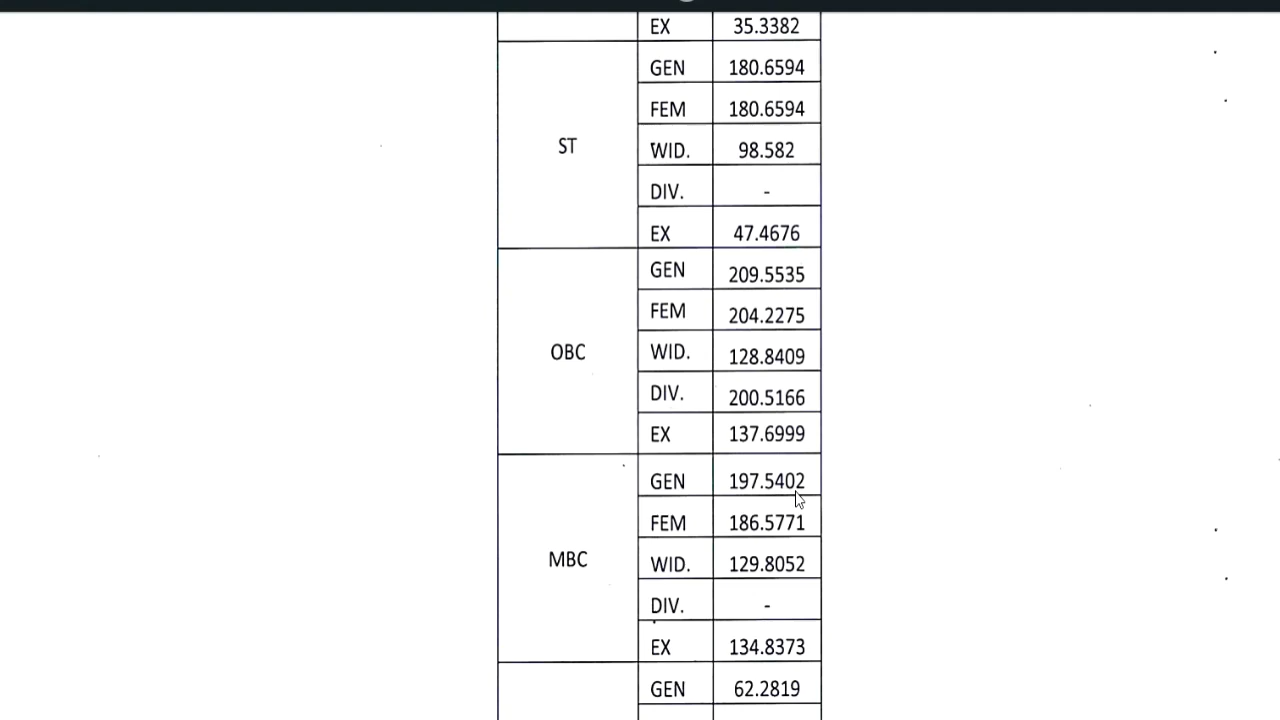 EX 35.3382
GEN 180.6594
FEM 180.6594
ST WID. 98.582
DIV. -
EX 47.4676
GEN 209.5535
FEM 204.2275
OBC WID. 128.8409
DIV. 200.5166
EX 137.6999
GEN 197.5402
FEM 186.5771
MBC WID. 129.8052
DIV. -
EX 134.8373
GEN 62.2819